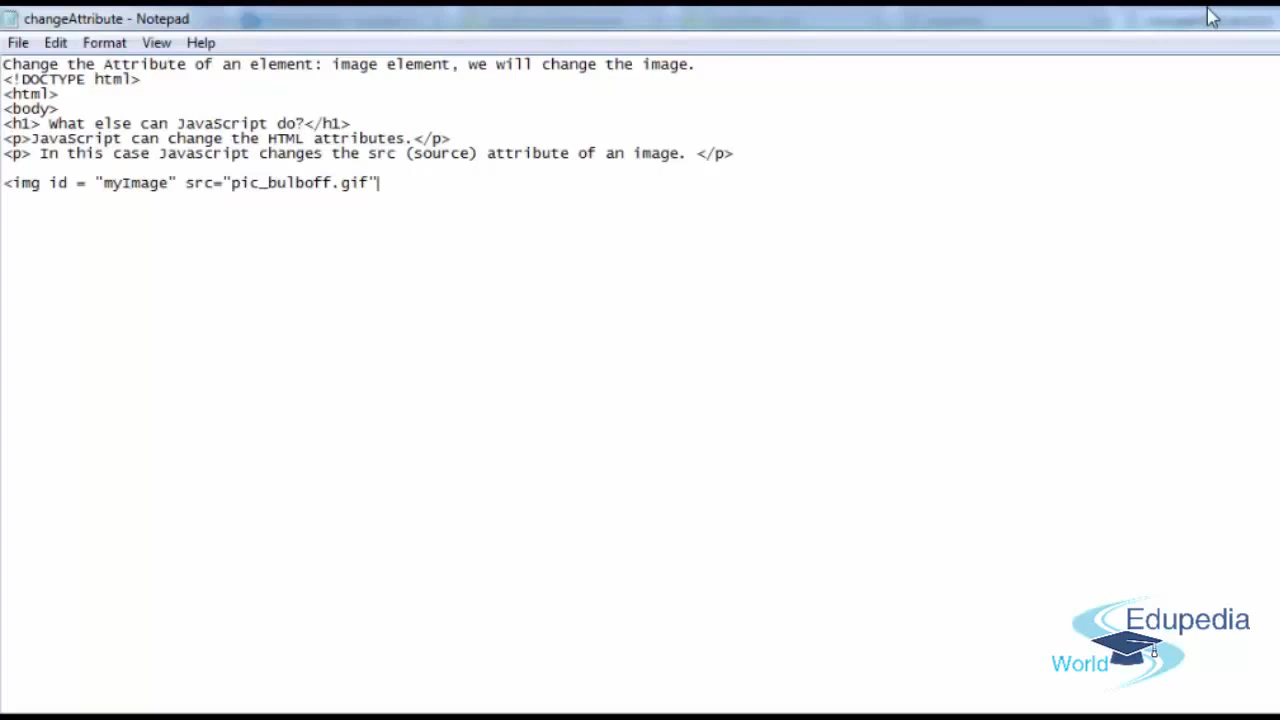 changeAttribute - Notepad
File Edit Format View Help
Change the Attribute of an element: image element, we will change the image.
<!DOCTYPE html>
<html>
<body>
<h1> What else can JavaScript do?</h1>
<p>JavaScript can change the HTML attributes.</p>
<p> In this case Javascript changes the src (source) attribute of an image. </p>
<img id = "myImage" src="pic_bulboff.gif"
Edupedia
World